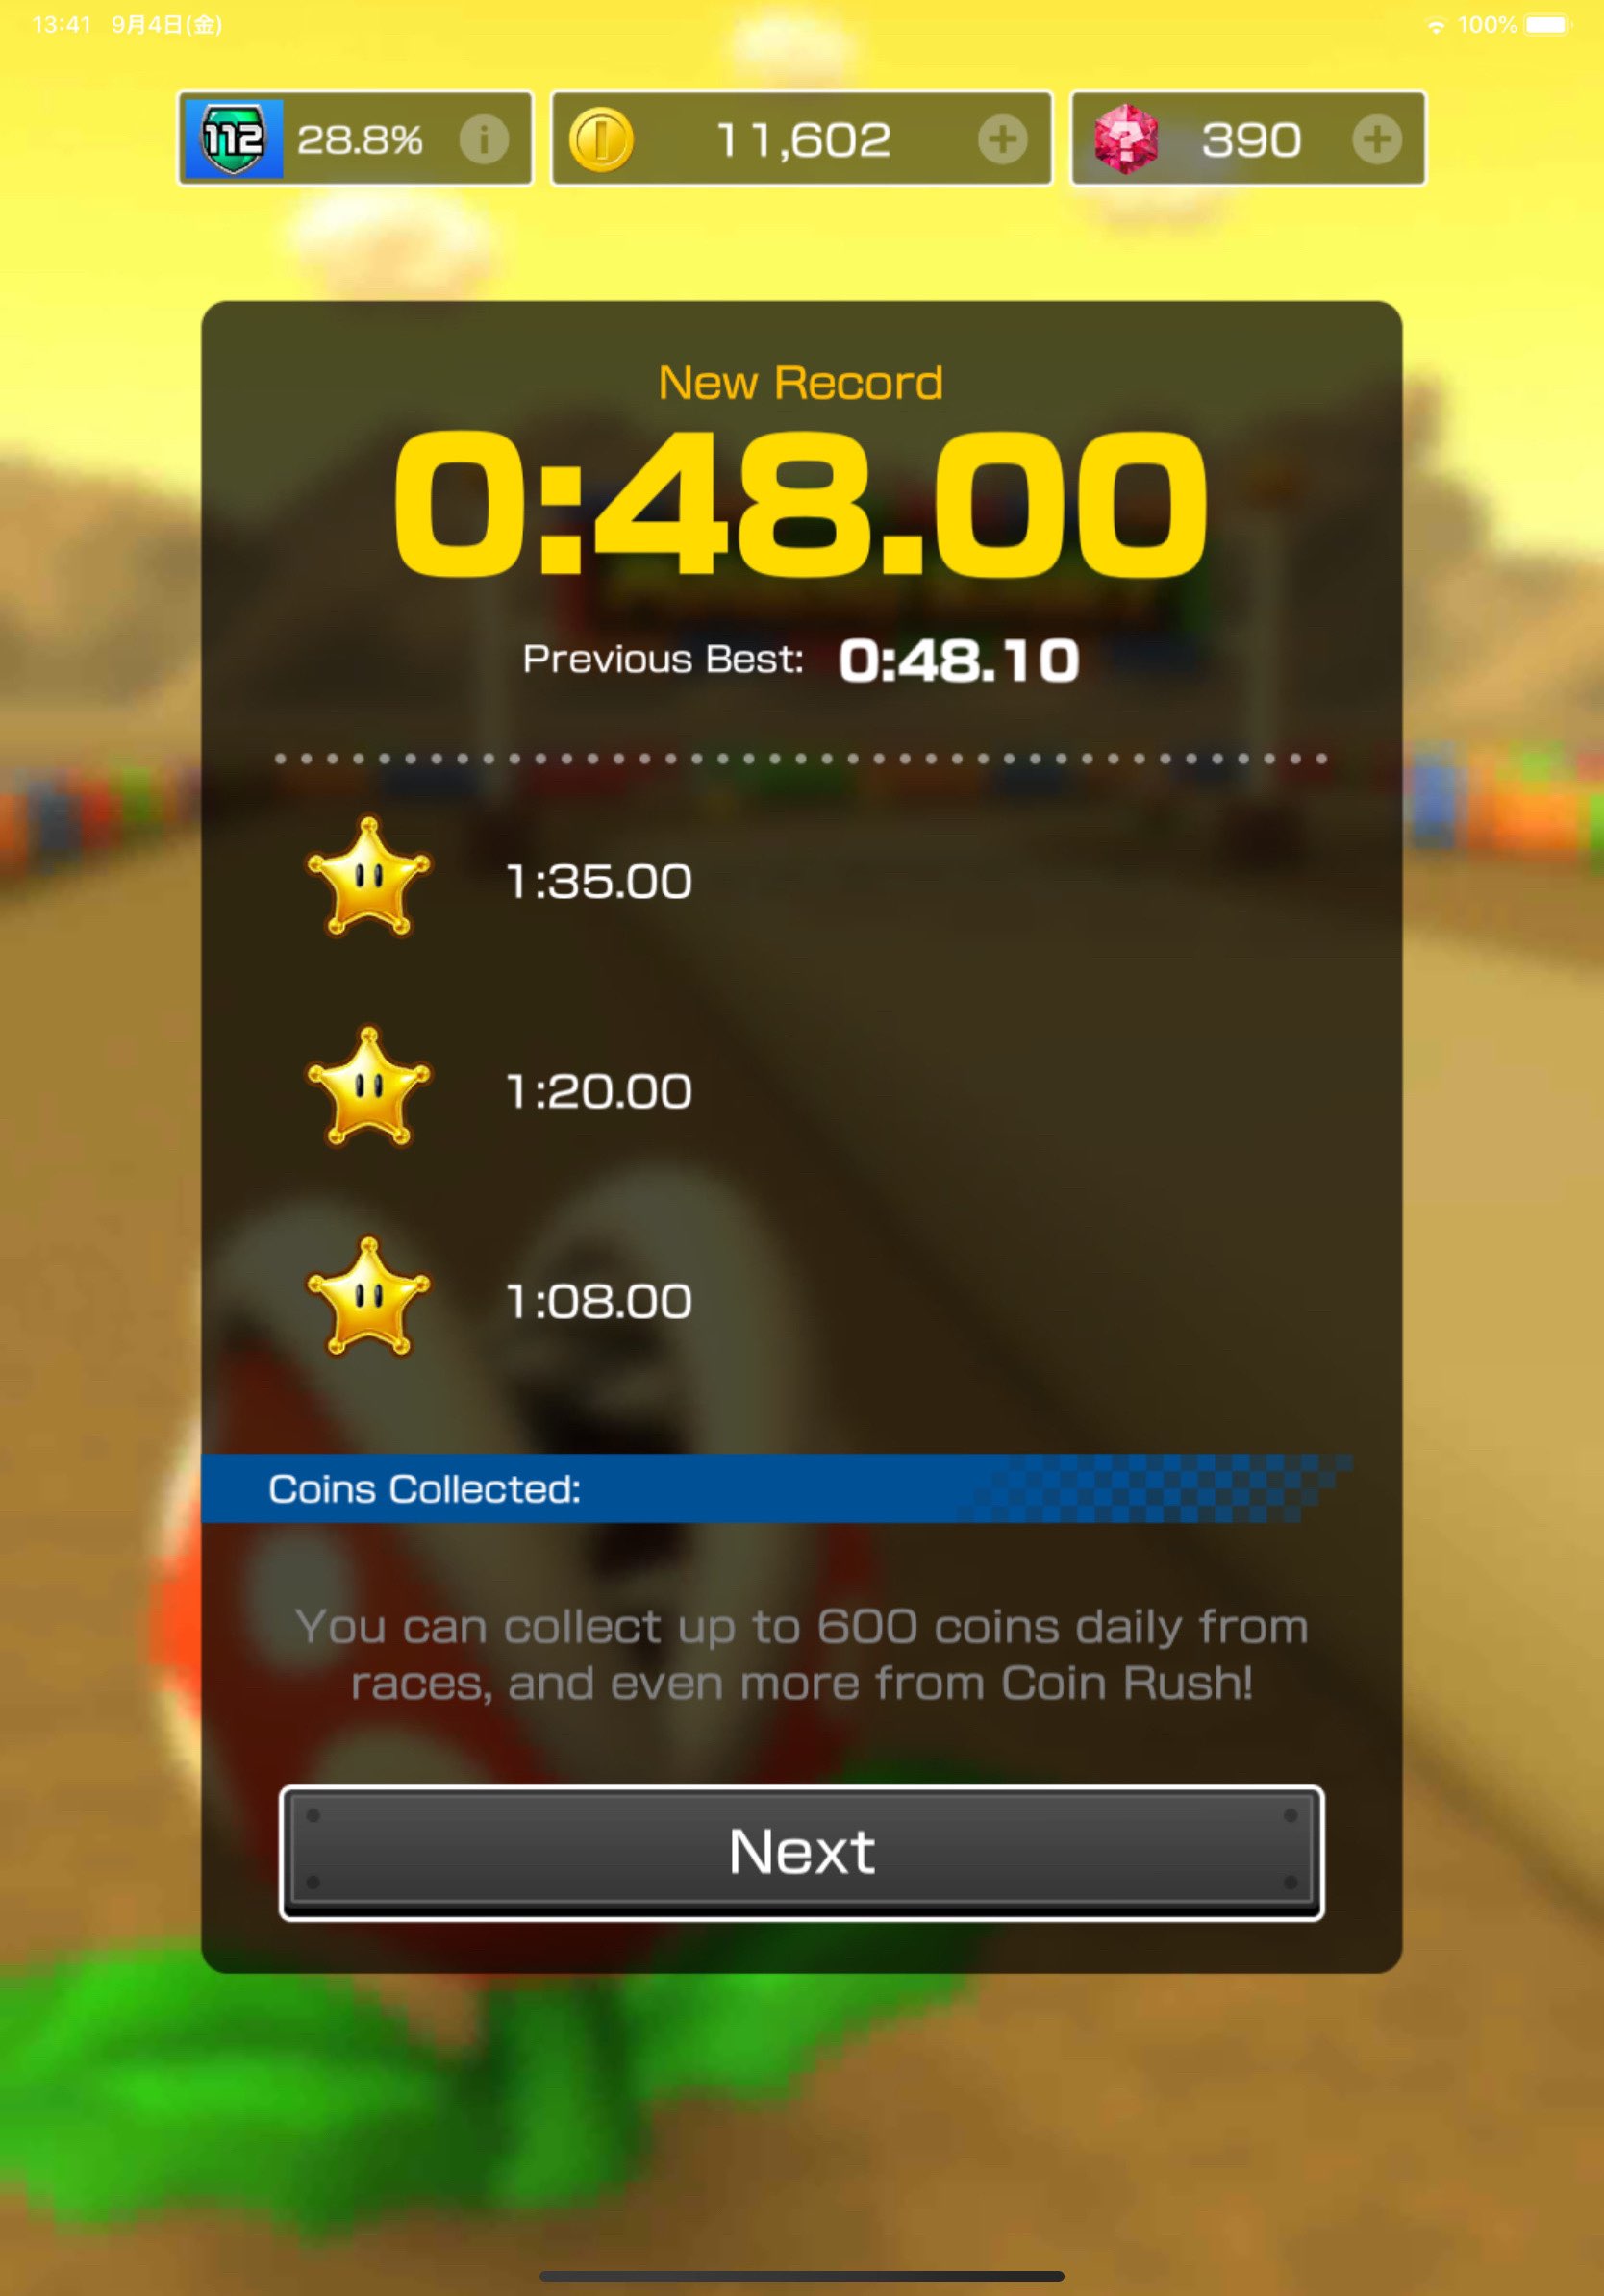 13:41 9月4日(金)
100%
112 28.8% i
11,602 +
390 +
New Record
0:48.00
Previous Best: 0:48.10
1:35.00
1:20.00
1:08.00
Coins Collected:
You can collect up to 600 coins daily from
races, and even more from Coin Rush!
Next